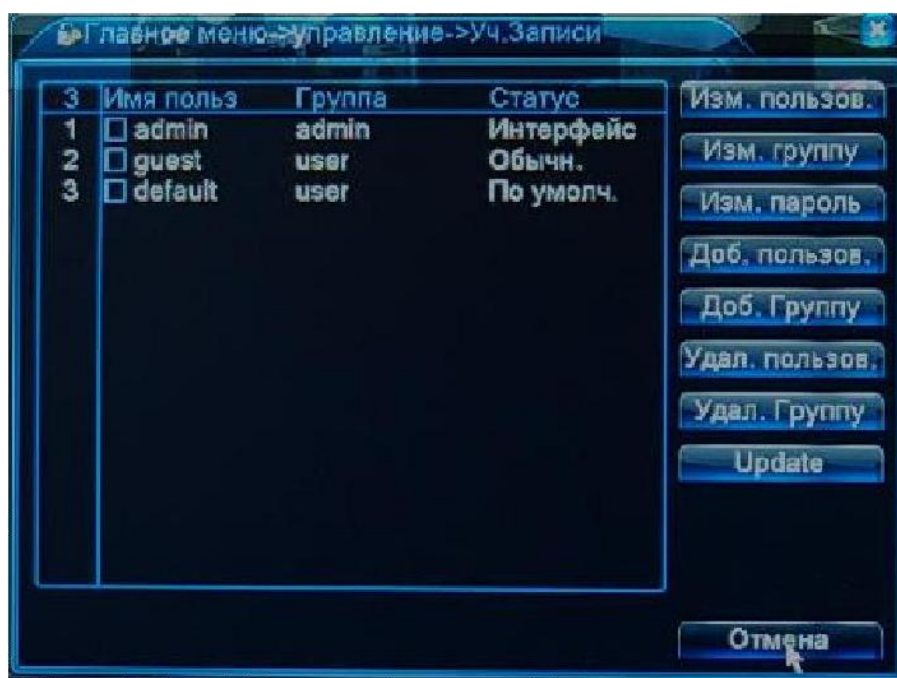 Главное меню->управление->Уч.Записи
3 Имя польз Группа Статус
1 admin admin Интерфейс
2 guest user Обычн.
3 default user По умолч.
Изм. пользов.
Изм. группу
Изм. пароль
Доб. пользов.
Доб. Группу
Удал. пользов.
Удал. Группу
Update
Отмена